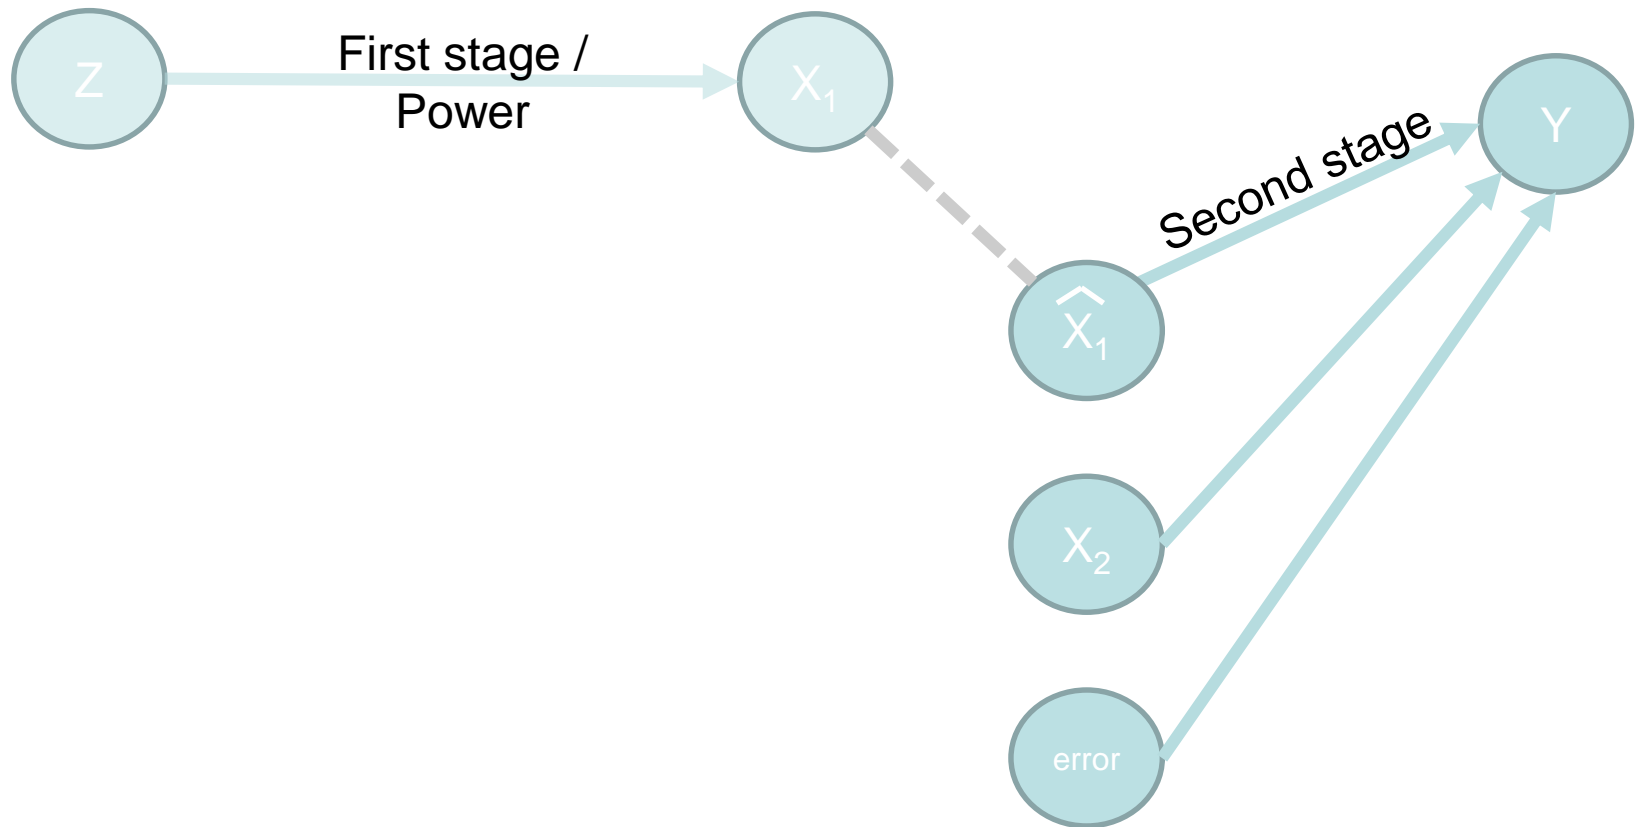 Z
First stage /
Power
X₁
Second stage
Y
X̂₁
X₂
error